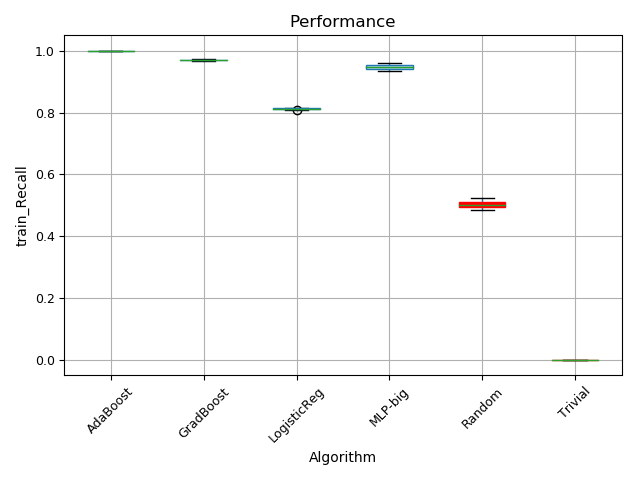 Performance
train_Recall
1.0
0.8
0.6
0.4
0.2
0.0
AdaBoost
GradBoost
LogisticReg
MLP-big
Random
Trivial
Algorithm